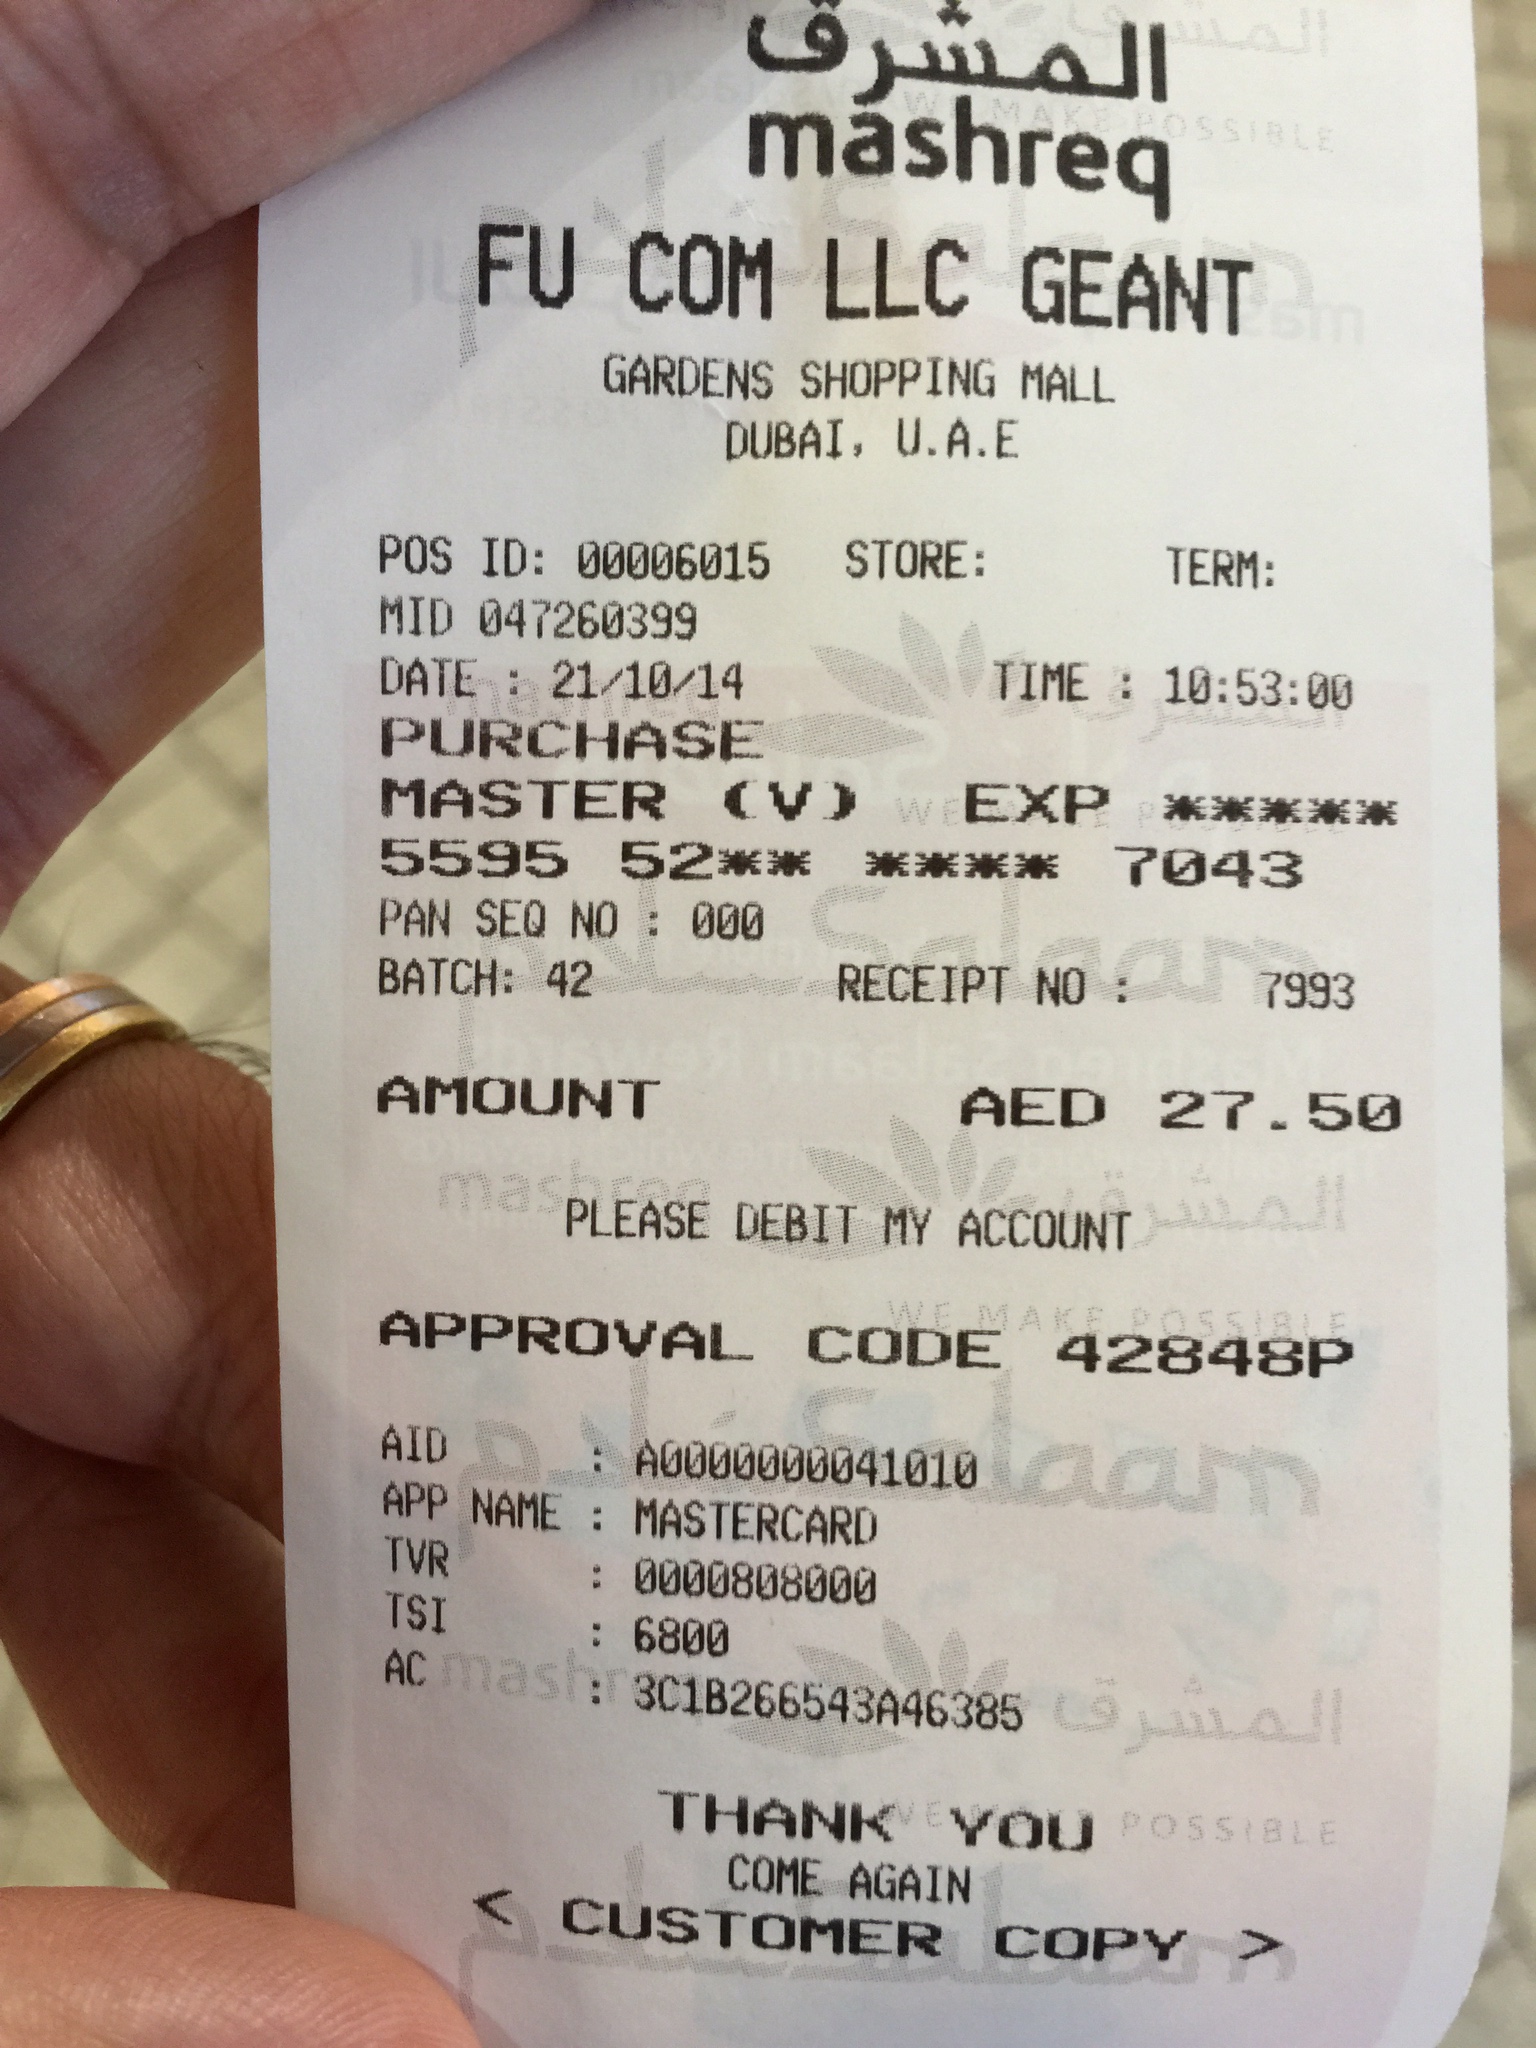 المشرق
mashreq
FU COM LLC GEANT
GARDENS SHOPPING MALL
DUBAI, U.A.E
POS ID: 00006015 STORE: TERM:
MID 047260399
DATE : 21/10/14 TIME : 10:53:00
PURCHASE
MASTER (V) EXP *****
5595 52** **** 7043
PAN SEQ NO : 000
BATCH: 42 RECEIPT NO : 7993
AMOUNT AED 27.50
PLEASE DEBIT MY ACCOUNT
APPROVAL CODE 42848P
AID : A0000000041010
APP NAME : MASTERCARD
TVR : 0000808000
TSI : 6800
AC : 3C1B266543A46385
THANK YOU
COME AGAIN
< CUSTOMER COPY >